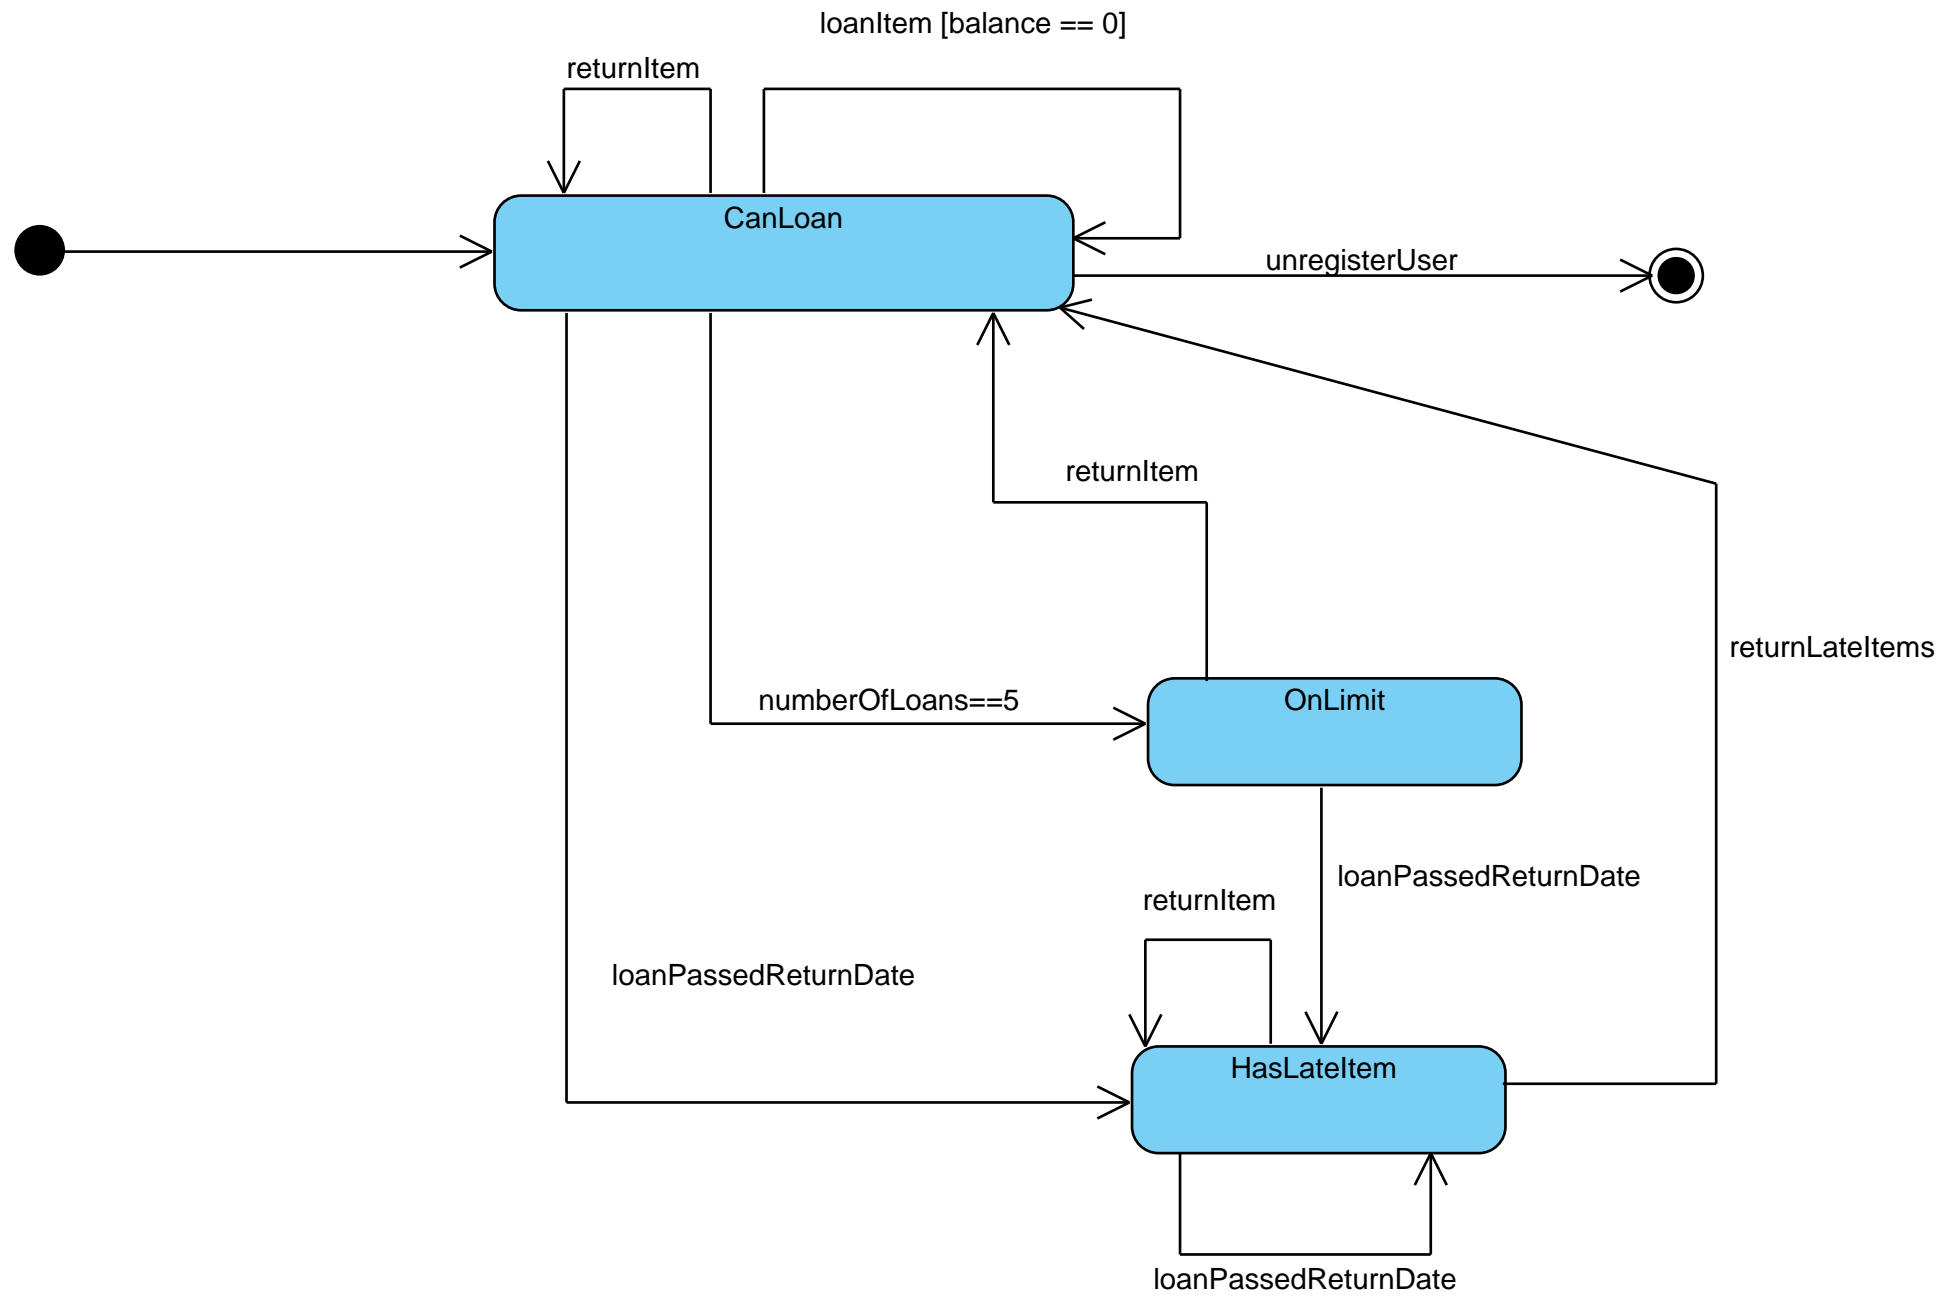 loanItem [balance == 0]
returnItem
CanLoan
unregisterUser
returnItem
returnLateItems
numberOfLoans==5
OnLimit
loanPassedReturnDate
returnItem
loanPassedReturnDate
HasLateItem
loanPassedReturnDate